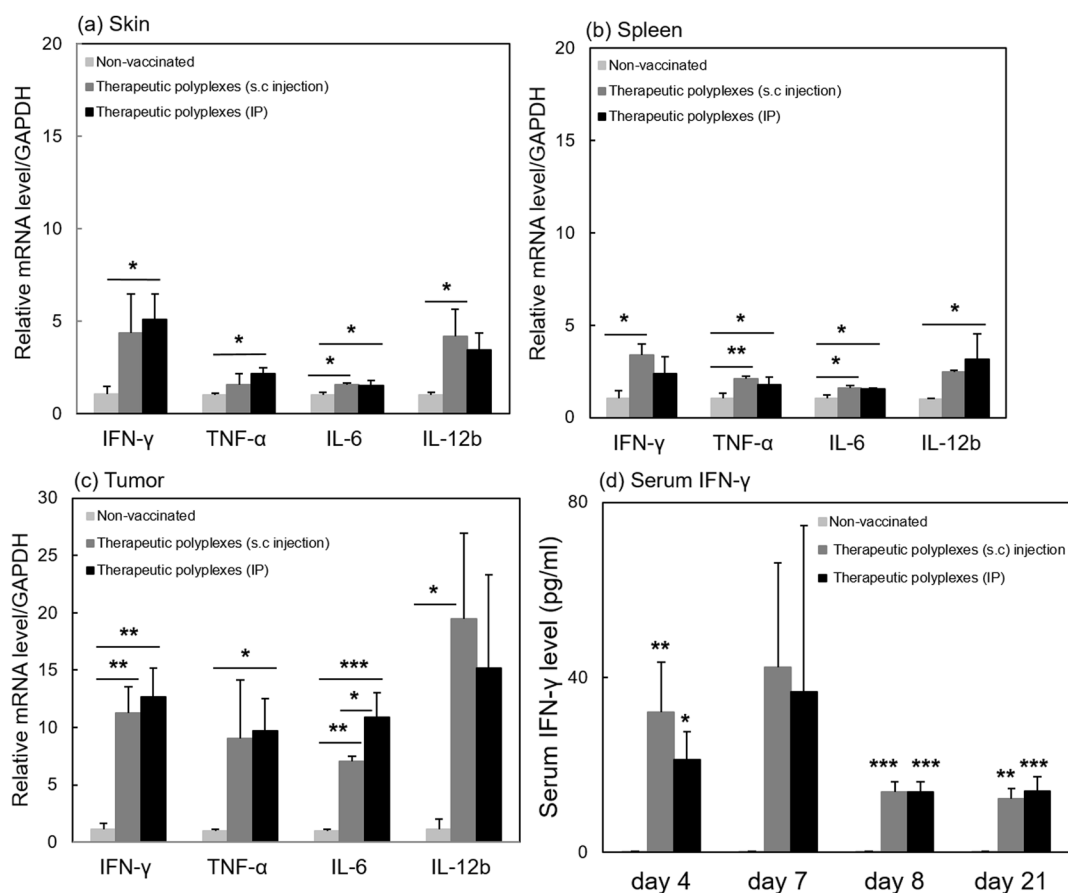 (a) Skin
Relative mRNA level/GAPDH
20
15
10
5
0
Non-vaccinated
Therapeutic polyplexes (s.c injection)
Therapeutic polyplexes (IP)
*
*
*
*
*
IFN-γ
TNF-α
IL-6
IL-12b
(b) Spleen
Relative mRNA level/GAPDH
20
15
10
5
0
Non-vaccinated
Therapeutic polyplexes (s.c injection)
Therapeutic polyplexes (IP)
*
*
**
*
*
*
IFN-γ
TNF-α
IL-6
IL-12b
(c) Tumor
Relative mRNA level/GAPDH
30
25
20
15
10
5
0
Non-vaccinated
Therapeutic polyplexes (s.c injection)
Therapeutic polyplexes (IP)
**
**
*
***
*
**
*
IFN-γ
TNF-α
IL-6
IL-12b
(d) Serum IFN-γ
Serum IFN-γ level (pg/ml)
80
40
0
Non-vaccinated
Therapeutic polyplexes (s.c) injection
Therapeutic polyplexes (IP)
**
*
***
***
**
***
day 4
day 7
day 8
day 21